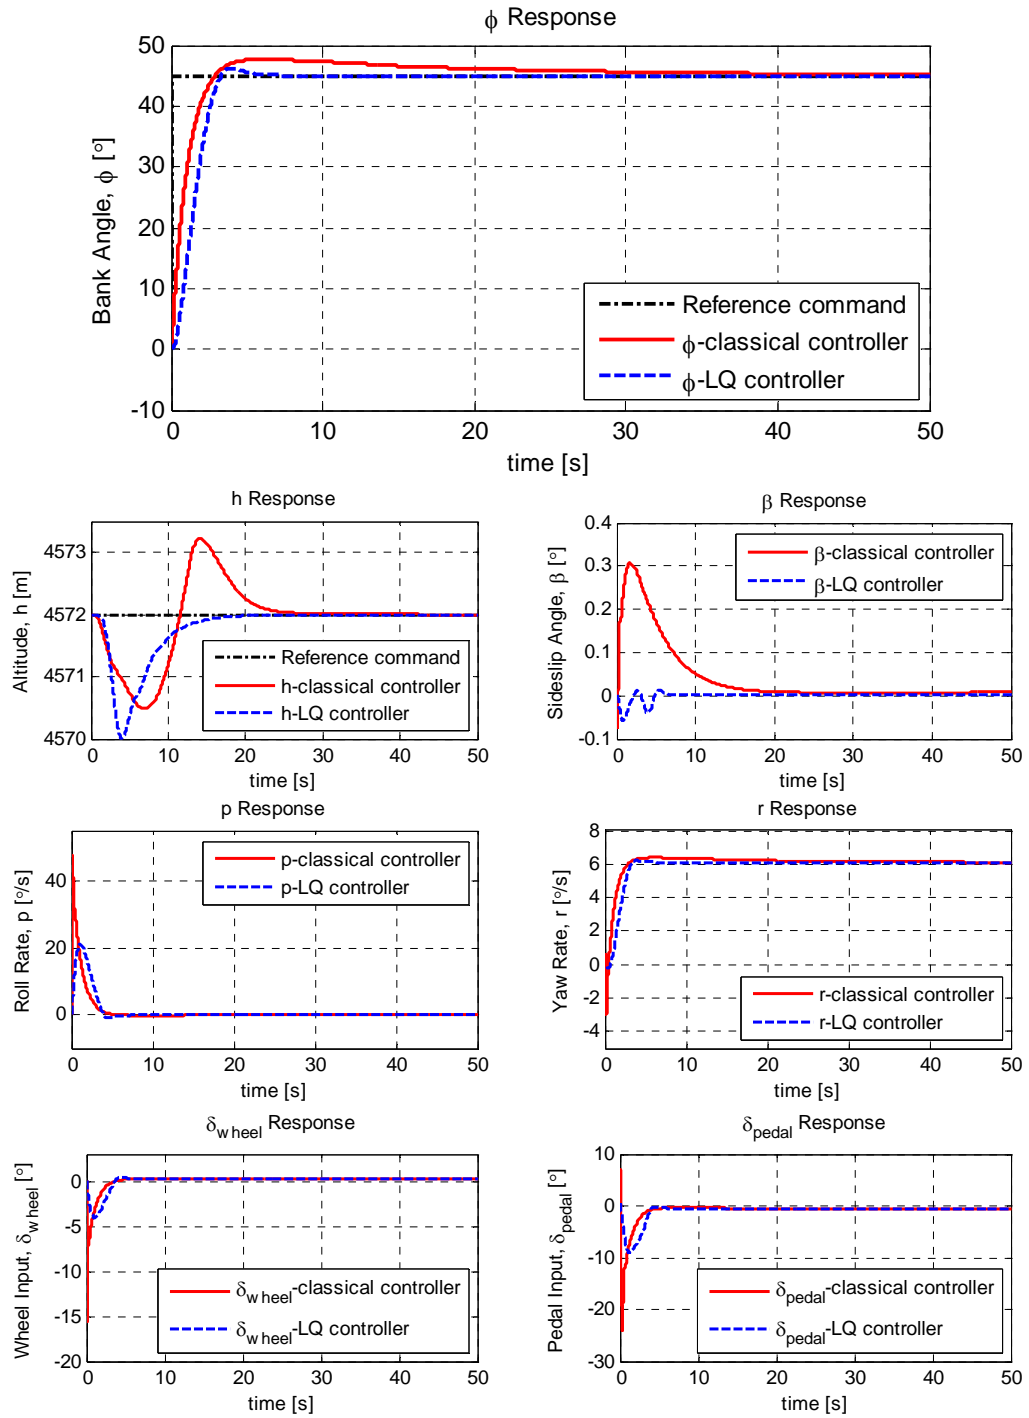 ϕ Response
50
40
30
20
10
0
-10
Bank Angle, ϕ [°]
Reference command
ϕ-classical controller
ϕ-LQ controller
0 10 20 30 40 50
time [s]
h Response
4573
4572
4571
4570
Altitude, h [m]
Reference command
h-classical controller
h-LQ controller
0 10 20 30 40 50
time [s]
β Response
0.4
0.3
0.2
0.1
0
-0.1
Sideslip Angle, β [°]
β-classical controller
β-LQ controller
0 10 20 30 40 50
time [s]
p Response
40
20
0
Roll Rate, p [°/s]
p-classical controller
p-LQ controller
0 10 20 30 40 50
time [s]
r Response
8
6
4
2
0
-2
-4
Yaw Rate, r [°/s]
r-classical controller
r-LQ controller
0 10 20 30 40 50
time [s]
δwheel Response
0
-5
-10
-15
-20
Wheel Input, δwheel [°]
δwheel-classical controller
δwheel-LQ controller
0 10 20 30 40 50
time [s]
δpedal Response
10
0
-10
-20
-30
Pedal Input, δpedal [°]
δpedal-classical controller
δpedal-LQ controller
0 10 20 30 40 50
time [s]